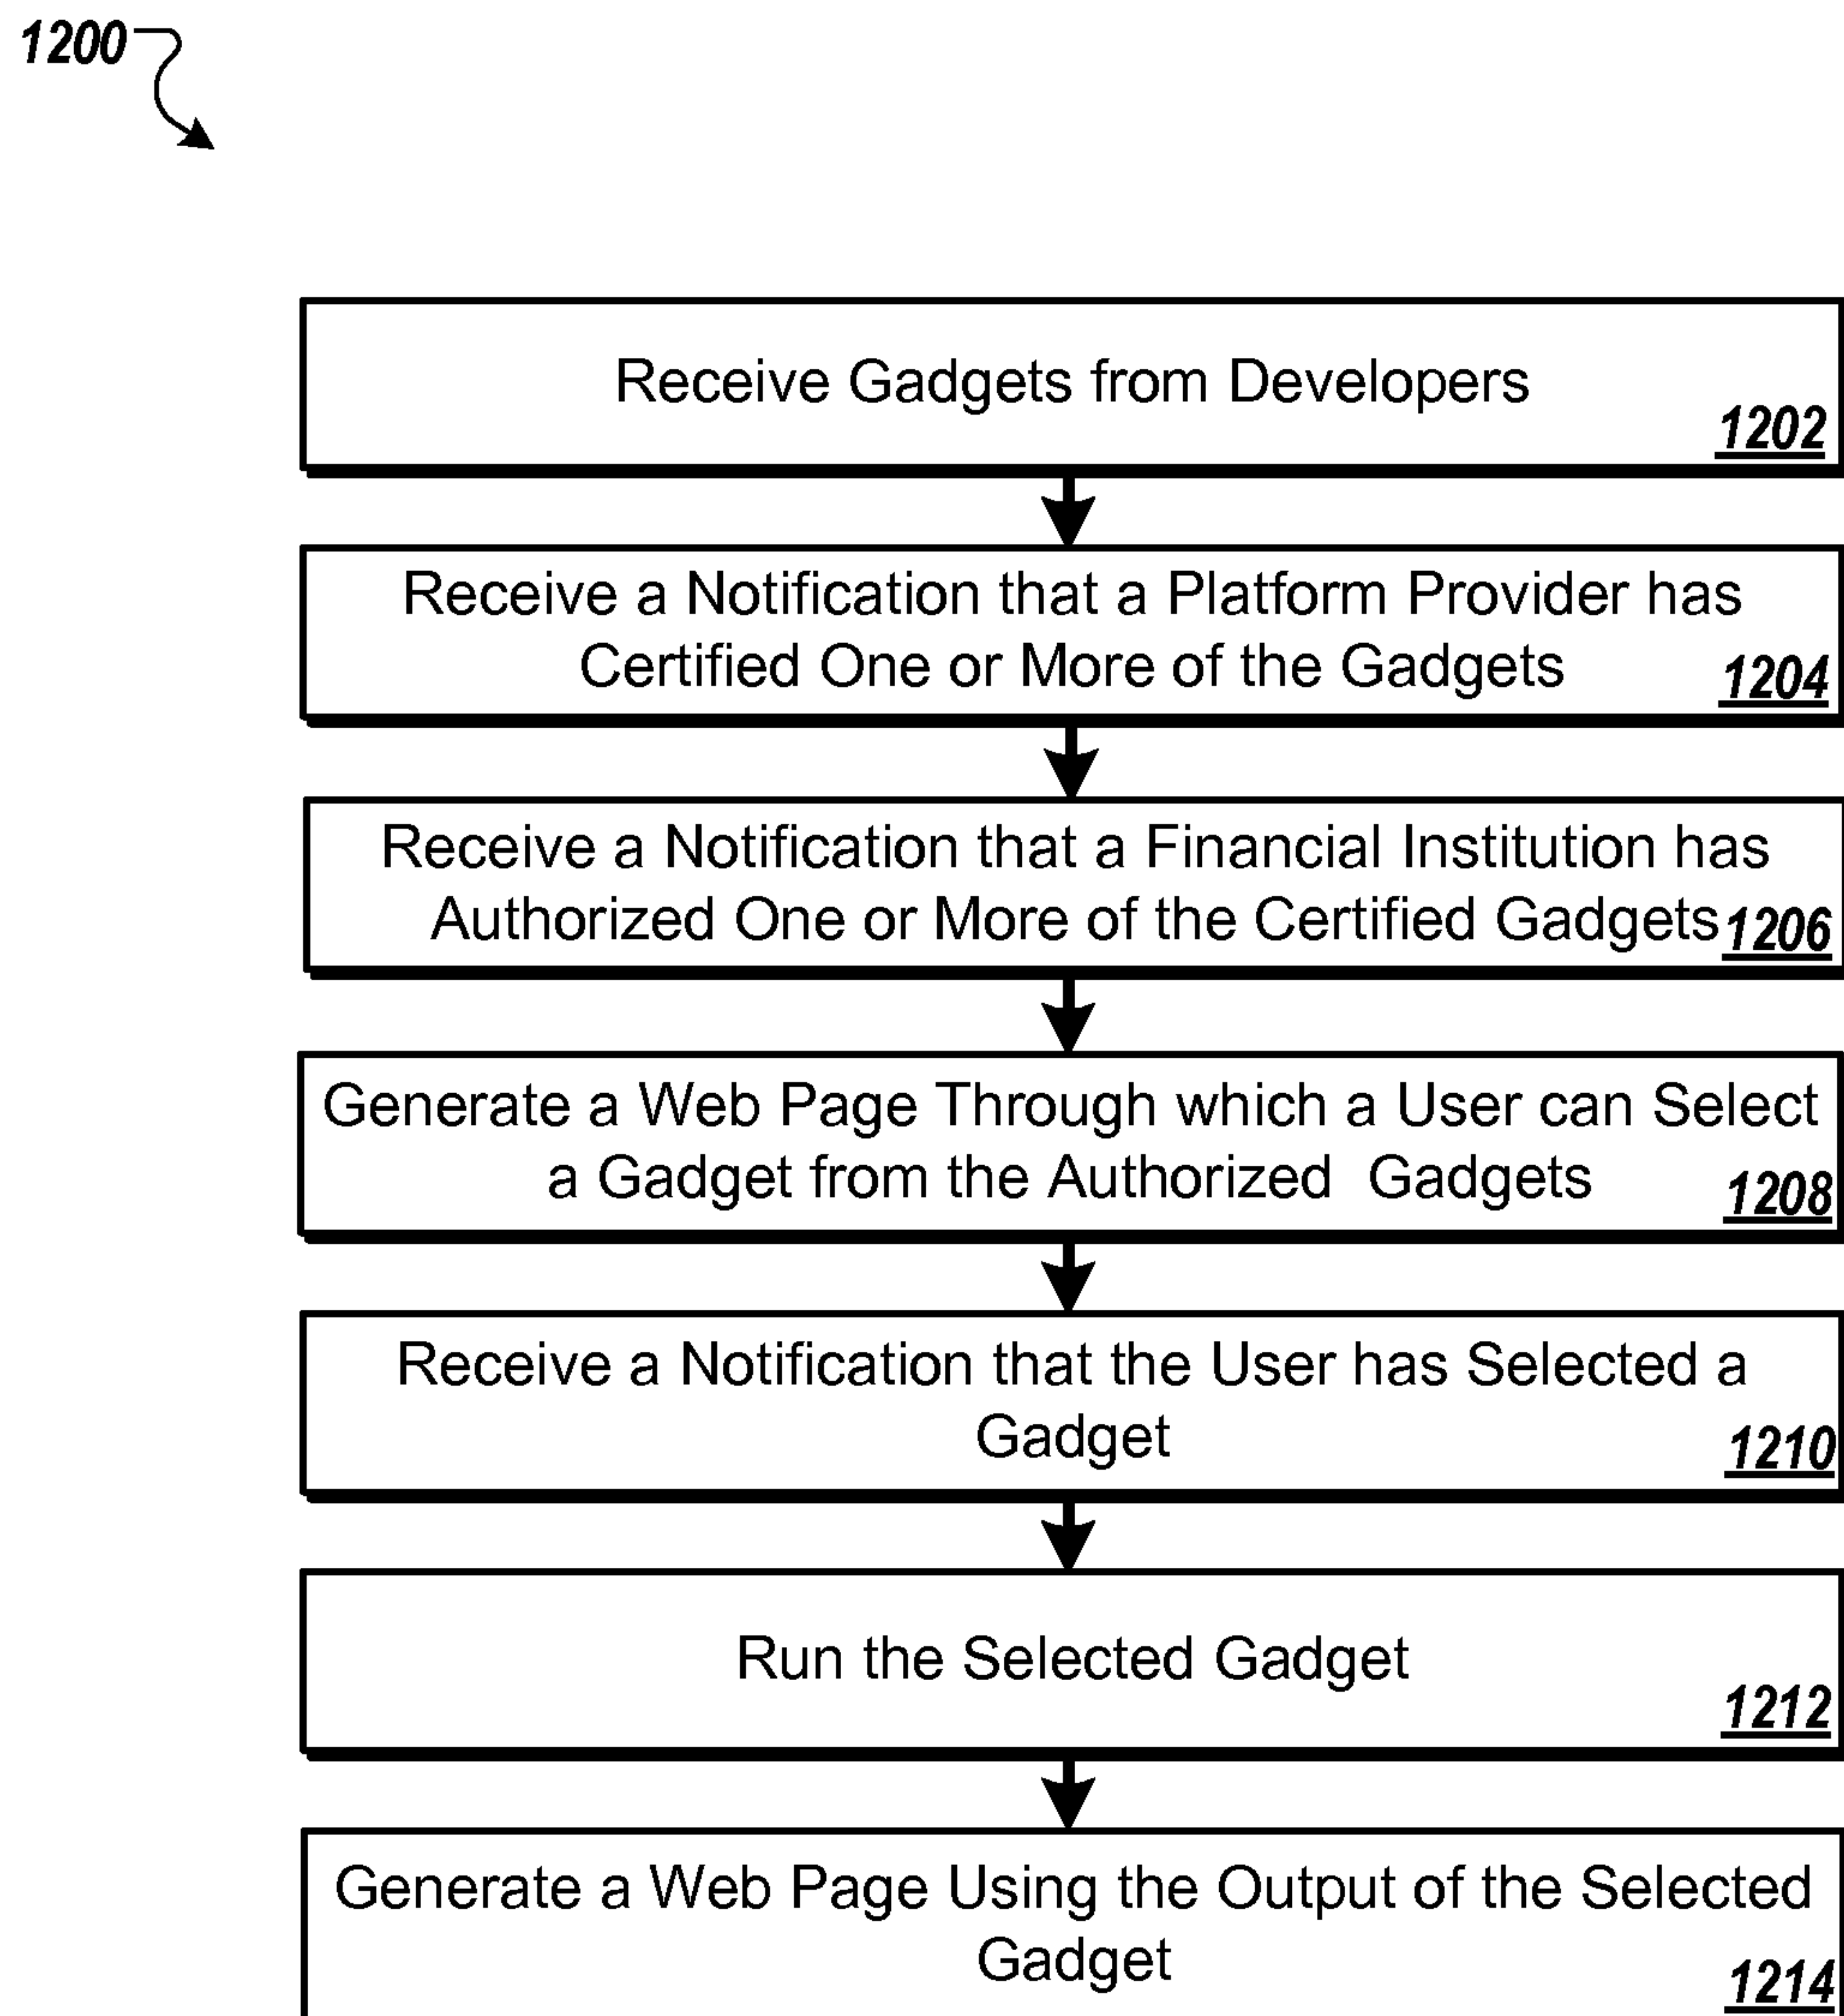 1200
Receive Gadgets from Developers
1202
Receive a Notification that a Platform Provider has
Certified One or More of the Gadgets
1204
Receive a Notification that a Financial Institution has
Authorized One or More of the Certified Gadgets
1206
Generate a Web Page Through which a User can Select
a Gadget from the Authorized Gadgets
1208
Receive a Notification that the User has Selected a
Gadget
1210
Run the Selected Gadget
1212
Generate a Web Page Using the Output of the Selected
Gadget
1214